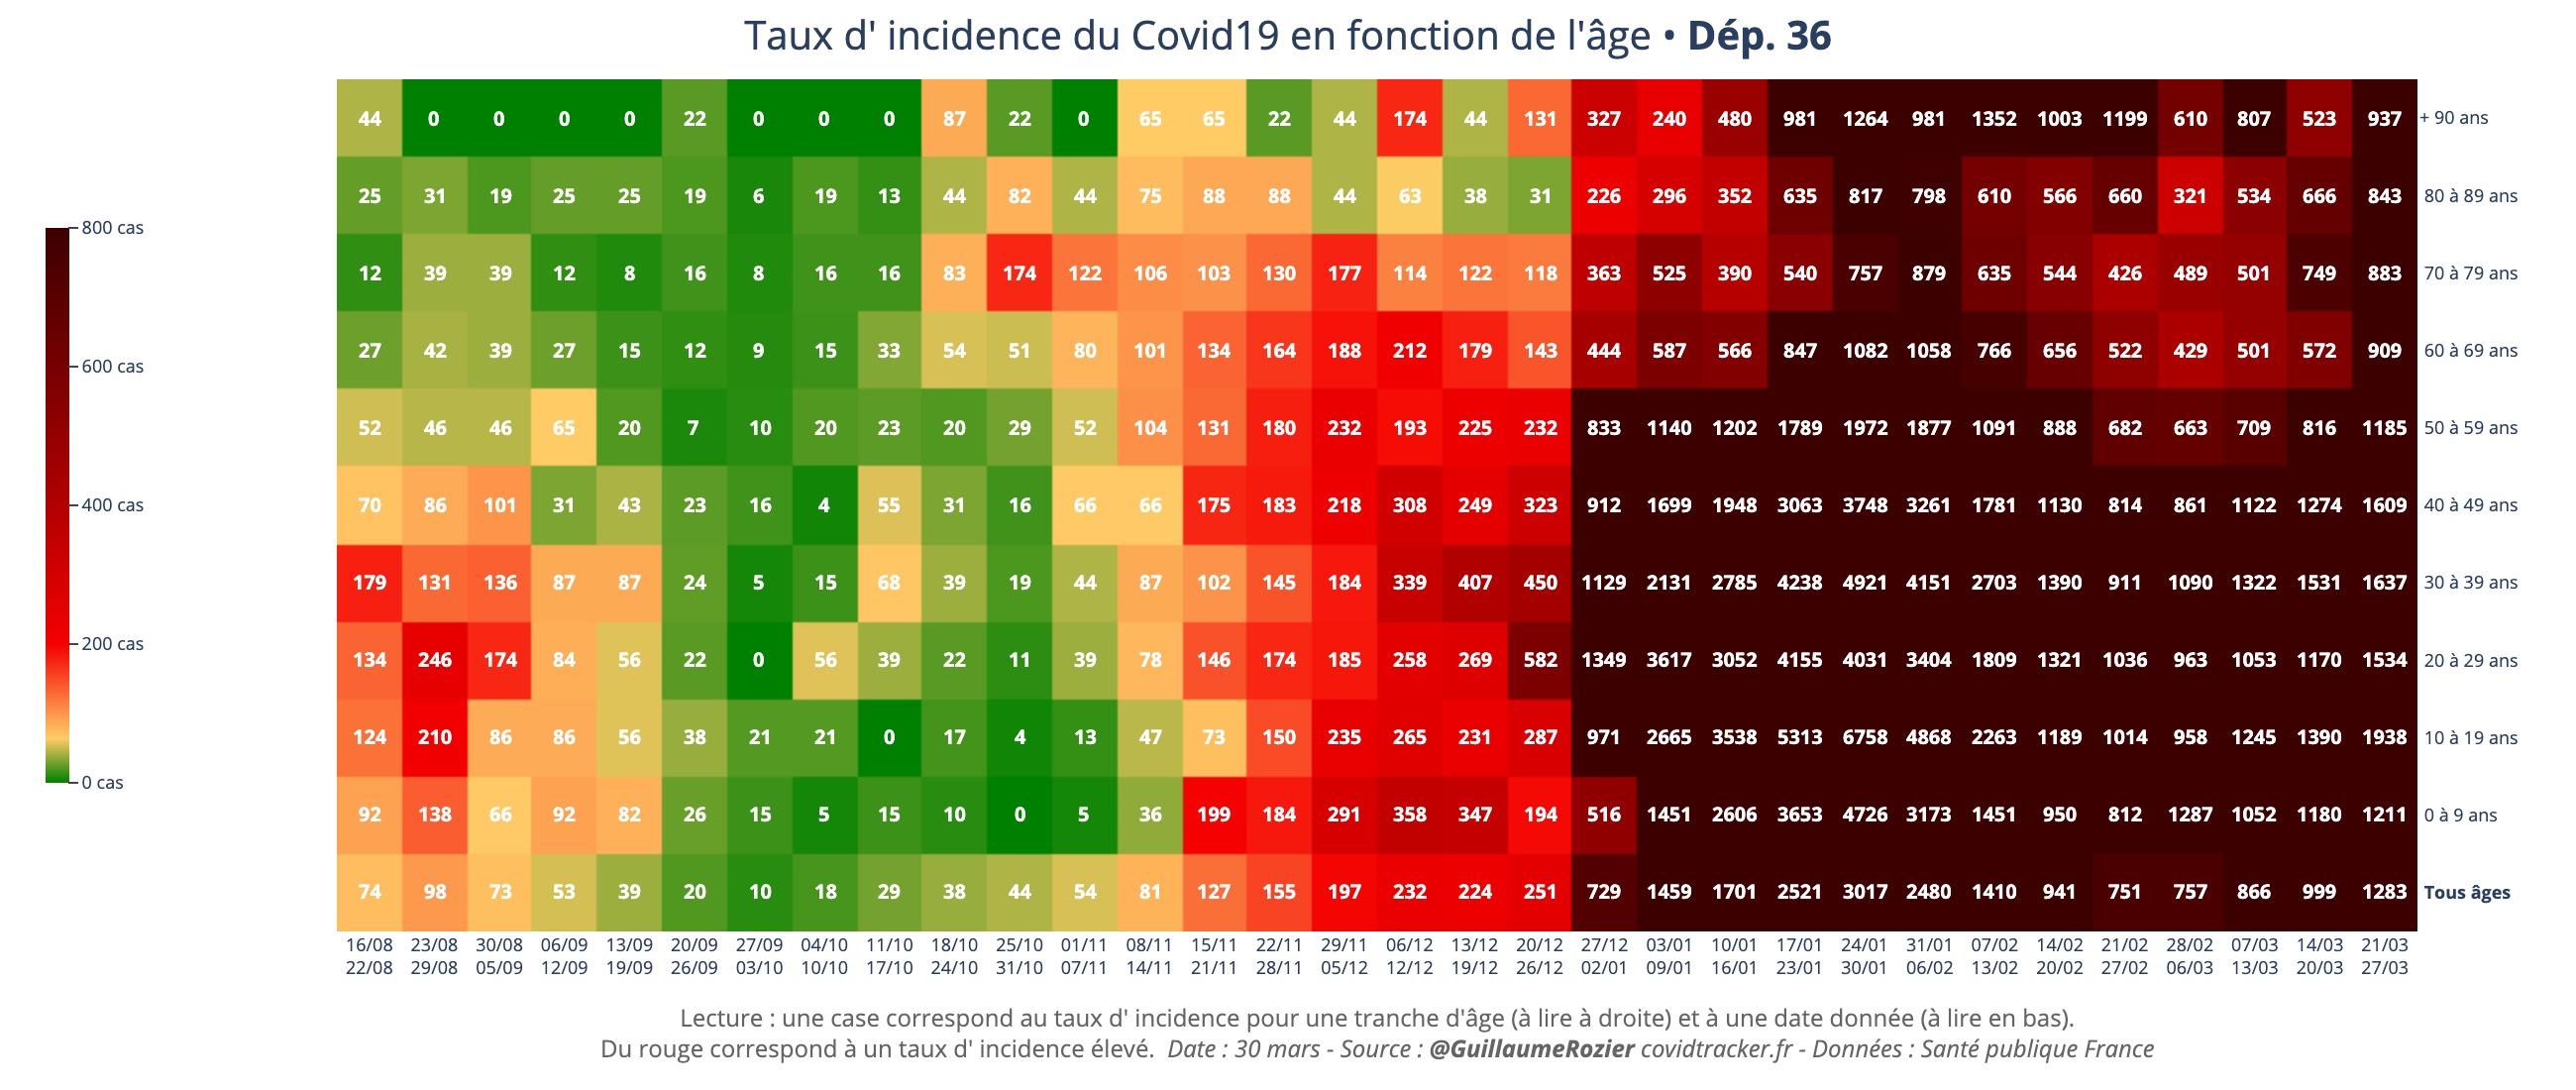 Taux d' incidence du Covid19 en fonction de l'âge • Dép. 36
800 cas
600 cas
400 cas
200 cas
0 cas
44 0 0 0 0 22 0 0 0 87 22 0 65 65 22 44 174 44 131 327 240 480 981 1264 981 1352 1003 1199 610 807 523 937 + 90 ans
25 31 19 25 25 19 6 19 13 44 82 44 75 88 88 44 63 38 31 226 296 352 635 817 798 610 566 660 321 534 666 843 80 à 89 ans
12 39 39 12 8 16 8 16 16 83 174 122 106 103 130 177 114 122 118 363 525 390 540 757 879 635 544 426 489 501 749 883 70 à 79 ans
27 42 39 27 15 12 9 15 33 54 51 80 101 134 164 188 212 179 143 444 587 566 847 1082 1058 766 656 522 429 501 572 909 60 à 69 ans
52 46 46 65 20 7 10 20 23 20 29 52 104 131 180 232 193 225 232 833 1140 1202 1789 1972 1877 1091 888 682 663 709 816 1185 50 à 59 ans
70 86 101 31 43 23 16 4 55 31 16 66 66 175 183 218 308 249 323 912 1699 1948 3063 3748 3261 1781 1130 814 861 1122 1274 1609 40 à 49 ans
179 131 136 87 87 24 5 15 68 39 19 44 87 102 145 184 339 407 450 1129 2131 2785 4238 4921 4151 2703 1390 911 1090 1322 1531 1637 30 à 39 ans
134 246 174 84 56 22 0 56 39 22 11 39 78 146 174 185 258 269 582 1349 3617 3052 4155 4031 3404 1809 1321 1036 963 1053 1170 1534 20 à 29 ans
124 210 86 86 56 38 21 21 0 17 4 13 47 73 150 235 265 231 287 971 2665 3538 5313 6758 4868 2263 1189 1014 958 1245 1390 1938 10 à 19 ans
92 138 66 92 82 26 15 5 15 10 0 5 36 199 184 291 358 347 194 516 1451 2606 3653 4726 3173 1451 950 812 1287 1052 1180 1211 0 à 9 ans
74 98 73 53 39 20 10 18 29 38 44 54 81 127 155 197 232 224 251 729 1459 1701 2521 3017 2480 1410 941 751 757 866 999 1283 Tous âges
16/08 23/08 30/08 06/09 13/09 20/09 27/09 04/10 11/10 18/10 25/10 01/11 08/11 15/11 22/11 29/11 06/12 13/12 20/12 27/12 03/01 10/01 17/01 24/01 31/01 07/02 14/02 21/02 28/02 07/03 14/03 21/03
22/08 29/08 05/09 12/09 19/09 26/09 03/10 10/10 17/10 24/10 31/10 07/11 14/11 21/11 28/11 05/12 12/12 19/12 26/12 02/01 09/01 16/01 23/01 30/01 06/02 13/02 20/02 27/02 06/03 13/03 20/03 27/03
Lecture : une case correspond au taux d' incidence pour une tranche d'âge (à lire à droite) et à une date donnée (à lire en bas).
Du rouge correspond à un taux d' incidence élevé. Date : 30 mars - Source : @GuillaumeRozier covidtracker.fr - Données : Santé publique France